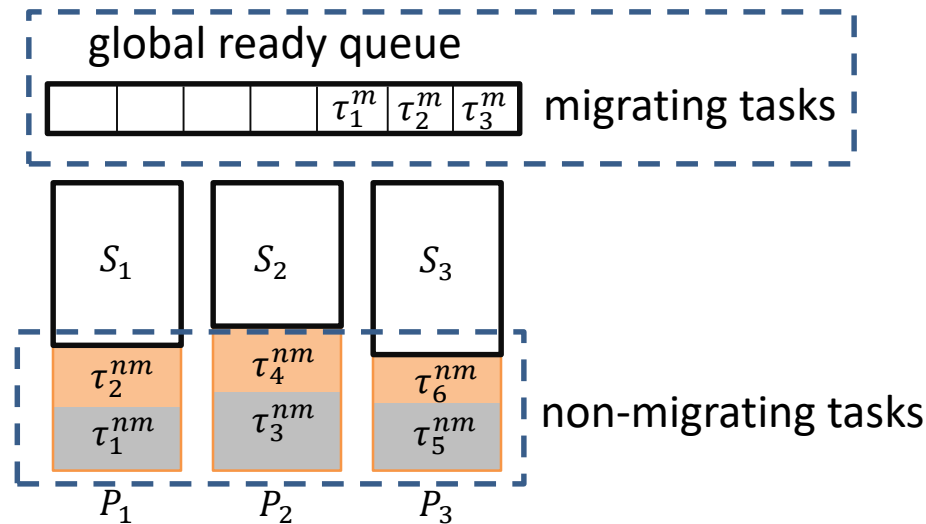 global ready queue
τ₁ᵐ τ₂ᵐ τ₃ᵐ migrating tasks
S₁ S₂ S₃
τ₂ⁿᵐ τ₄ⁿᵐ τ₆ⁿᵐ
τ₁ⁿᵐ τ₃ⁿᵐ τ₅ⁿᵐ non-migrating tasks
P₁ P₂ P₃